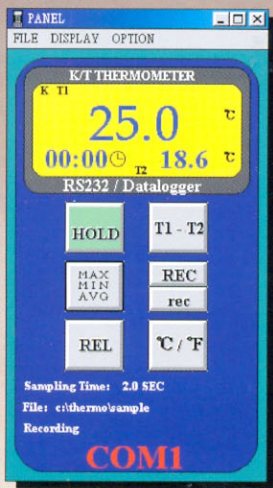 PANEL
FILE DISPLAY OPTION
K/T THERMOMETER
K T1
25.0 ℃
00:00 T2 18.6 ℃
RS232 / Datalogger
HOLD
T1 - T2
MAX
MIN
AVG
REC
rec
REL
℃ / ℉
Sampling Time: 2.0 SEC
File: c:\thermo\sample
Recording
COM1